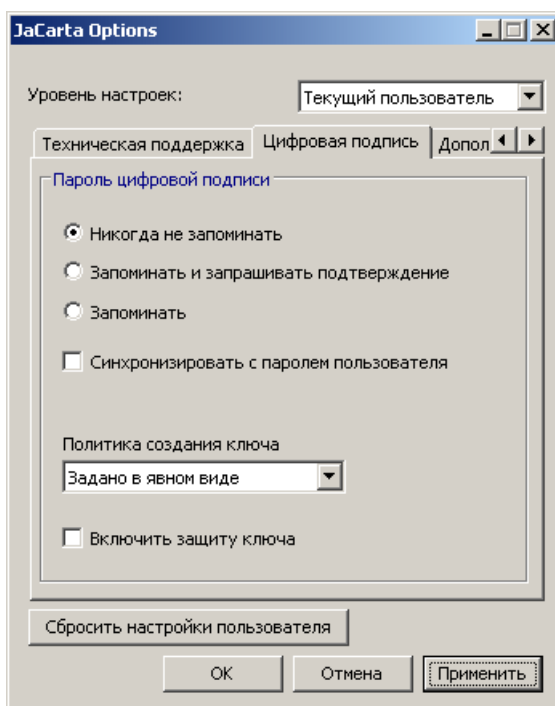 JaCarta Options
Уровень настроек: Текущий пользователь
Техническая поддержка Цифровая подпись Допол
Пароль цифровой подписи
Никогда не запоминать
Запоминать и запрашивать подтверждение
Запоминать
Синхронизировать с паролем пользователя
Политика создания ключа
Задано в явном виде
Включить защиту ключа
Сбросить настройки пользователя
ОК Отмена Применить